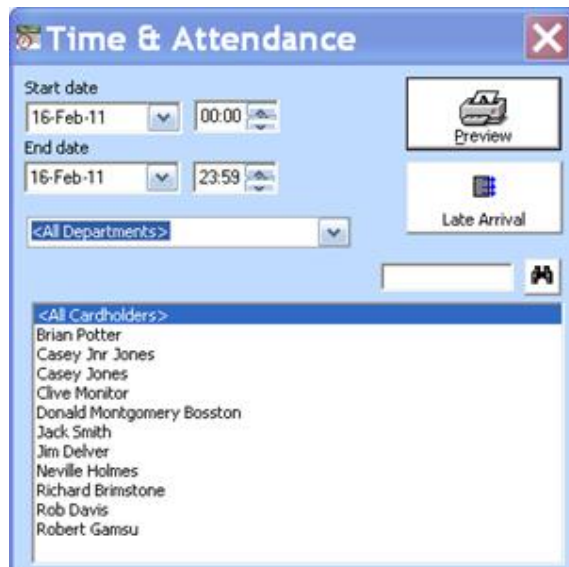 Time & Attendance
Start date
16-Feb-11 00:00
Preview
End date
16-Feb-11 23:59
Late Arrival
<All Departments>
<All Cardholders>
Brian Potter
Casey Jnr Jones
Casey Jones
Clive Monitor
Donald Montgomery Bosston
Jack Smith
Jim Delver
Neville Holmes
Richard Brimstone
Rob Davis
Robert Gamsu